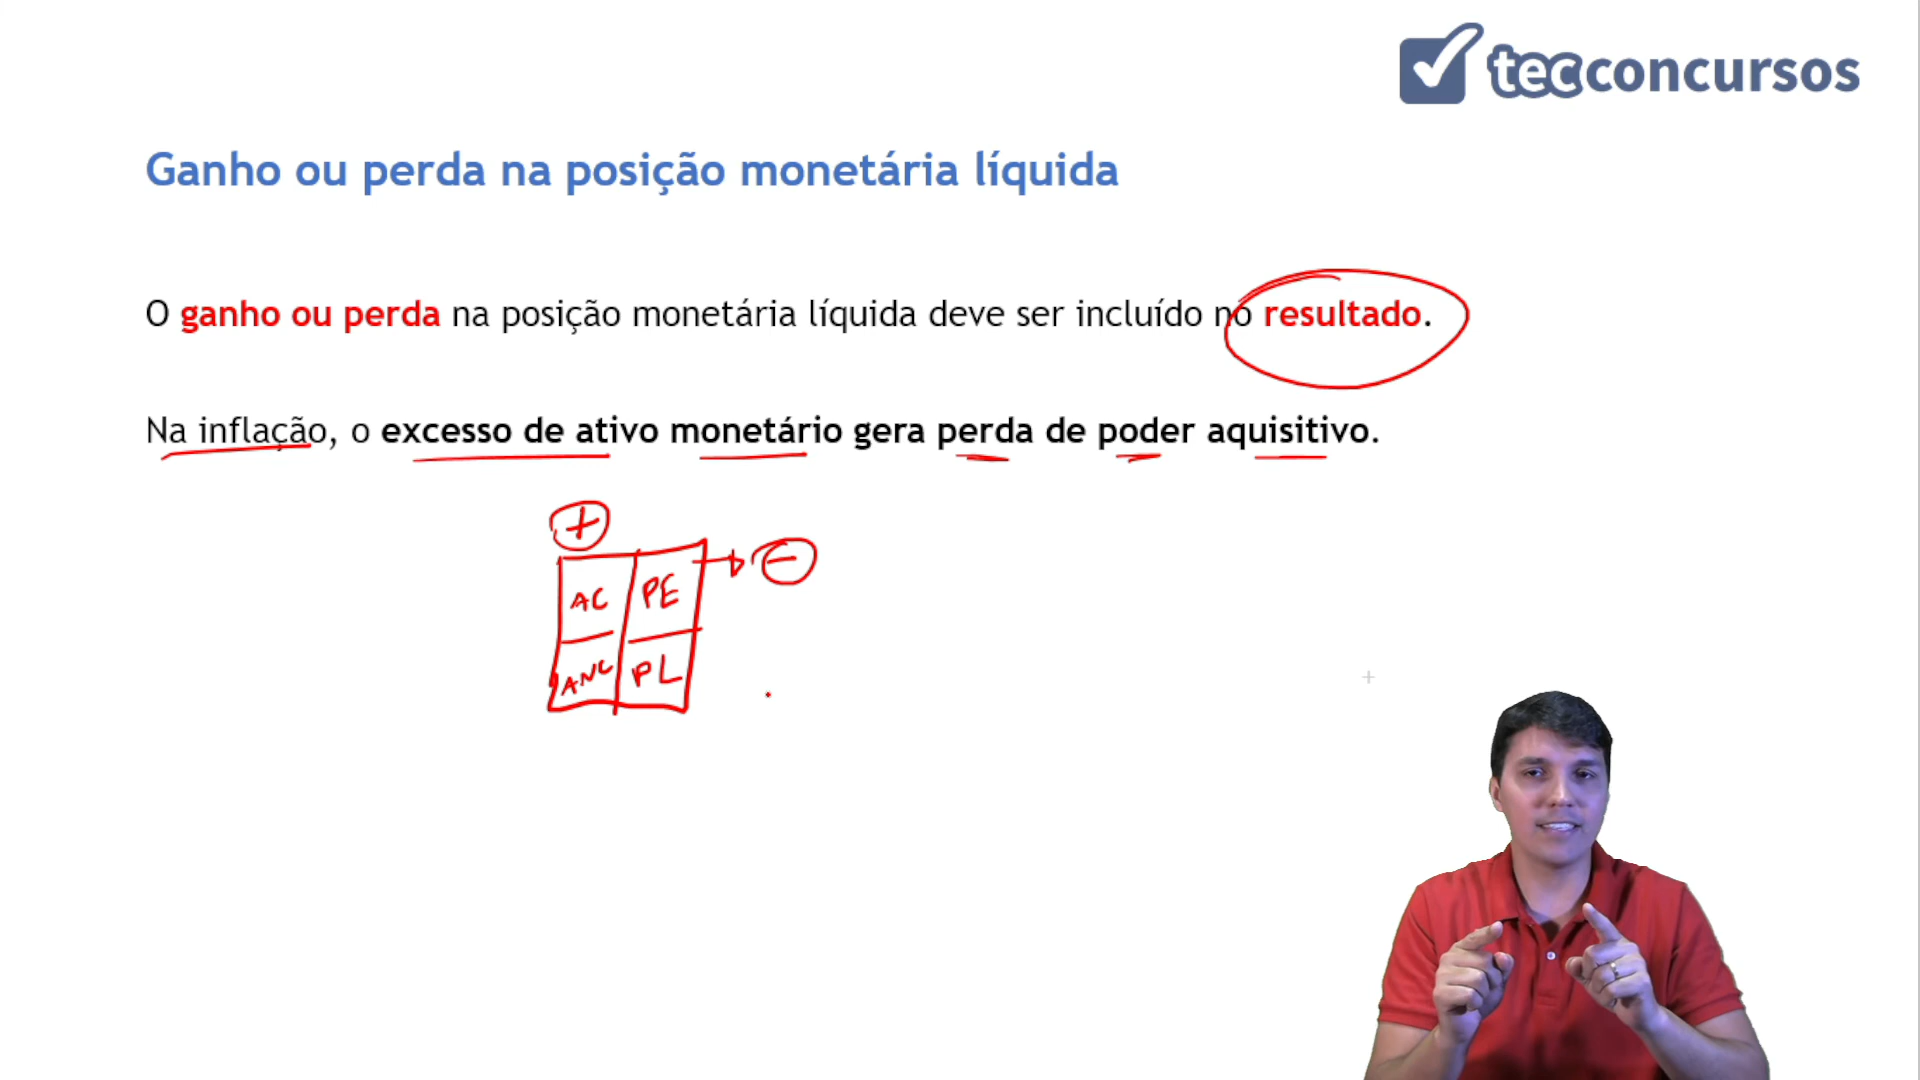 tecconcursos
Ganho ou perda na posição monetária líquida
O ganho ou perda na posição monetária líquida deve ser incluído no resultado.
Na inflação, o excesso de ativo monetário gera perda de poder aquisitivo.
+
-
AC PE
ANC PL